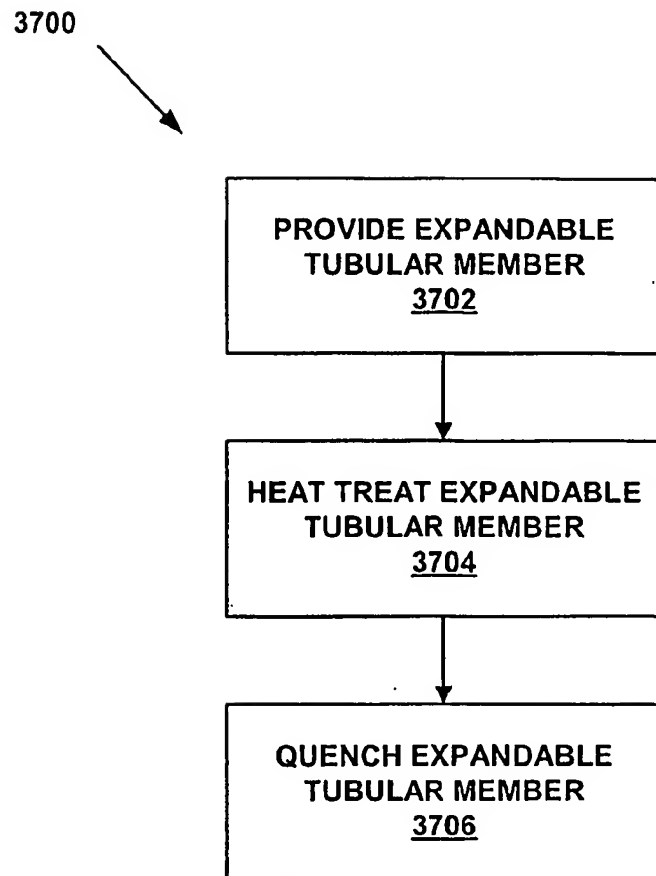 3700
PROVIDE EXPANDABLE
TUBULAR MEMBER
3702
HEAT TREAT EXPANDABLE
TUBULAR MEMBER
3704
QUENCH EXPANDABLE
TUBULAR MEMBER
3706